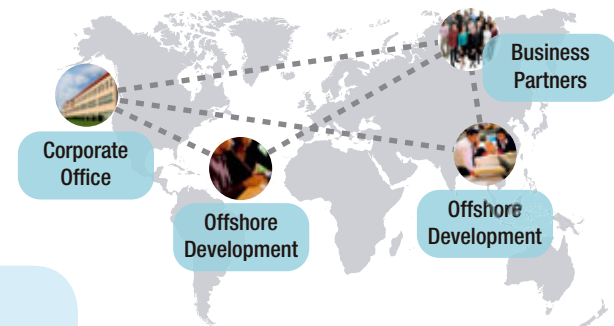 Business
Partners
Corporate
Office
Offshore
Development
Offshore
Development